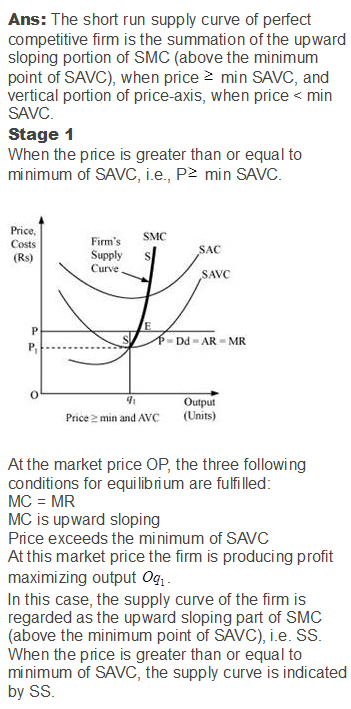 Ans: The short run supply curve of perfect
competitive firm is the summation of the upward
sloping portion of SMC (above the minimum
point of SAVC), when price ≥ min SAVC, and
vertical portion of price-axis, when price < min
SAVC.
Stage 1
When the price is greater than or equal to
minimum of SAVC, i.e., P≥ min SAVC.
Price,
Costs
(Rs)
Firm's
Supply
Curve
SMC
S
SAC
SAVC
P
E
P1
S
P = Dd = AR = MR
O
q1
Output
(Units)
Price ≥ min and AVC
At the market price OP, the three following
conditions for equilibrium are fulfilled:
MC = MR
MC is upward sloping
Price exceeds the minimum of SAVC
At this market price the firm is producing profit
maximizing output Oq₁.
In this case, the supply curve of the firm is
regarded as the upward sloping part of SMC
(above the minimum point of SAVC), i.e. SS.
When the price is greater than or equal to
minimum of SAVC, the supply curve is indicated
by SS.